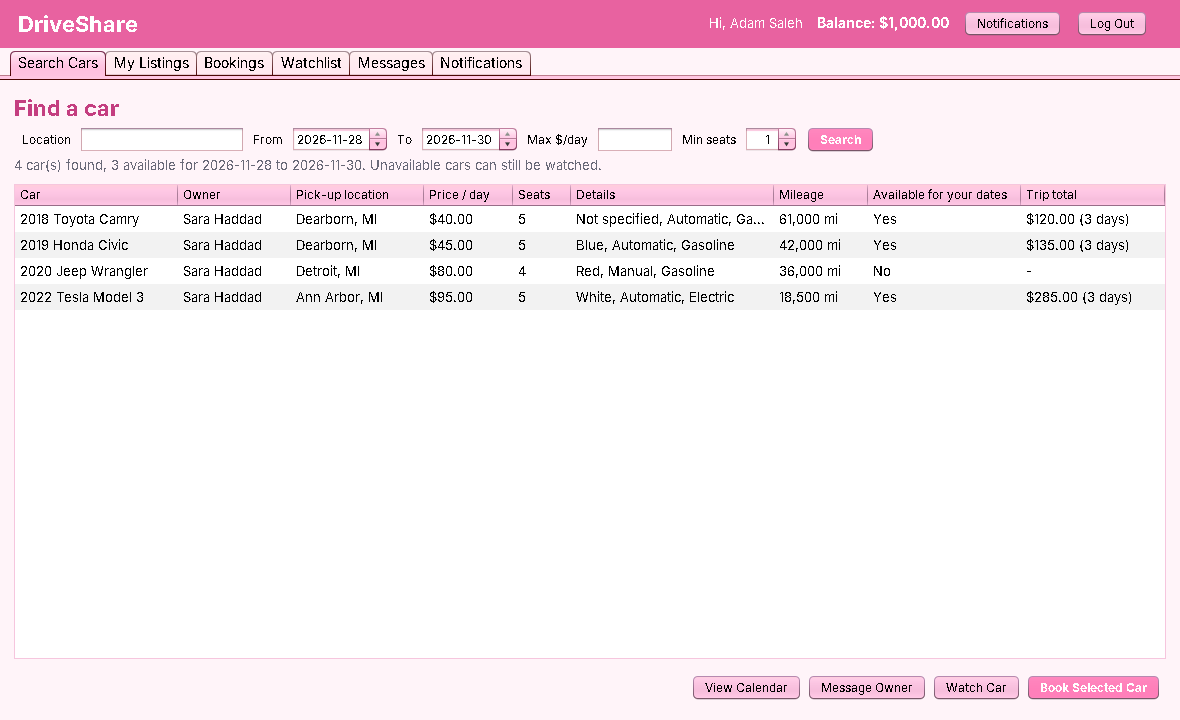 DriveShare
Hi, Adam Saleh Balance: $1,000.00 Notifications Log Out
Search Cars My Listings Bookings Watchlist Messages Notifications
Find a car
Location From 2026-11-28 To 2026-11-30 Max $/day Min seats 1 Search
4 car(s) found, 3 available for 2026-11-28 to 2026-11-30. Unavailable cars can still be watched.
Car Owner Pick-up location Price / day Seats Details Mileage Available for your dates Trip total
2018 Toyota Camry Sara Haddad Dearborn, MI $40.00 5 Not specified, Automatic, Ga... 61,000 mi Yes $120.00 (3 days)
2019 Honda Civic Sara Haddad Dearborn, MI $45.00 5 Blue, Automatic, Gasoline 42,000 mi Yes $135.00 (3 days)
2020 Jeep Wrangler Sara Haddad Detroit, MI $80.00 4 Red, Manual, Gasoline 36,000 mi No -
2022 Tesla Model 3 Sara Haddad Ann Arbor, MI $95.00 5 White, Automatic, Electric 18,500 mi Yes $285.00 (3 days)
View Calendar Message Owner Watch Car Book Selected Car